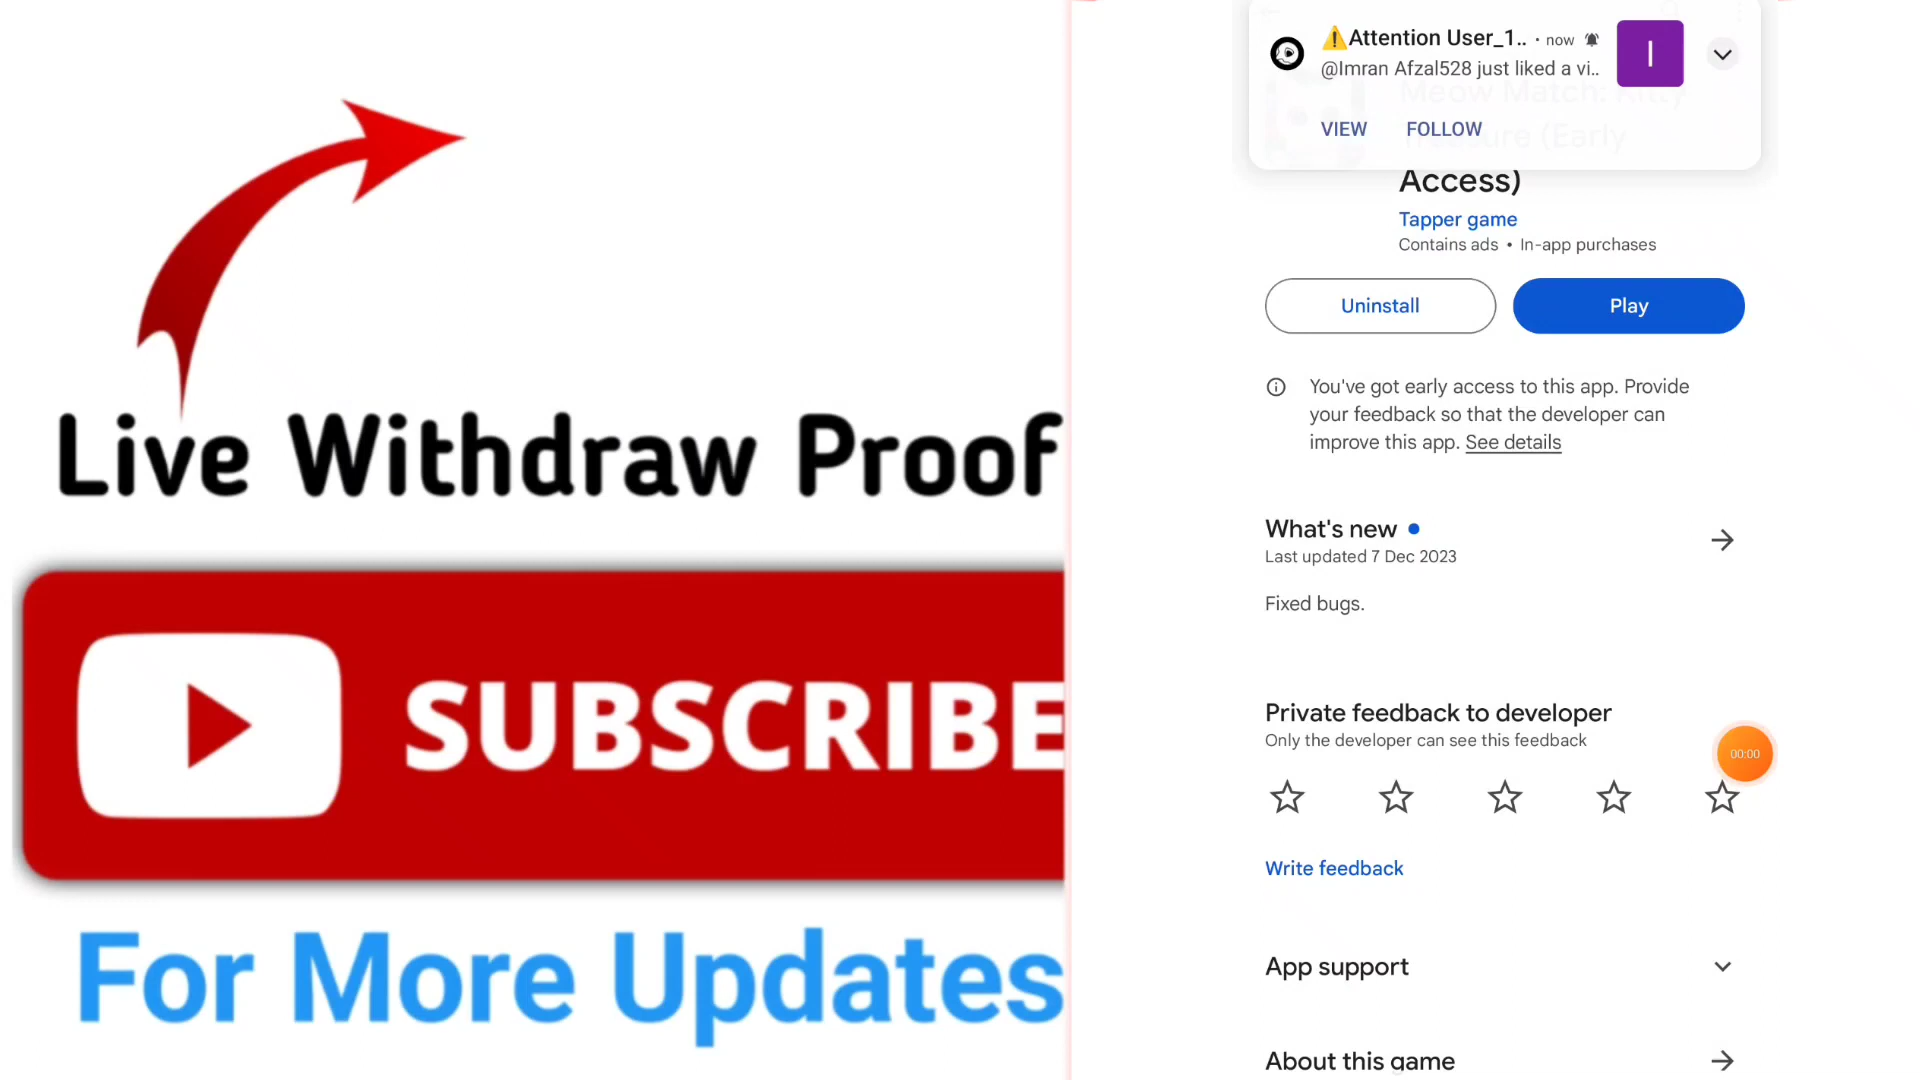 Live Withdraw Proof
SUBSCRIBE
For More Updates
⚠️Attention User_1.. • now
@Imran Afzal528 just liked a vi..
I
Meow Match: Kitty
VIEW FOLLOW
(Early
Access)
Tapper game
Contains ads • In-app purchases
Uninstall
Play
You've got early access to this app. Provide
your feedback so that the developer can
improve this app. See details
What's new
Last updated 7 Dec 2023
Fixed bugs.
Private feedback to developer
Only the developer can see this feedback
00:00
Write feedback
App support
About this game